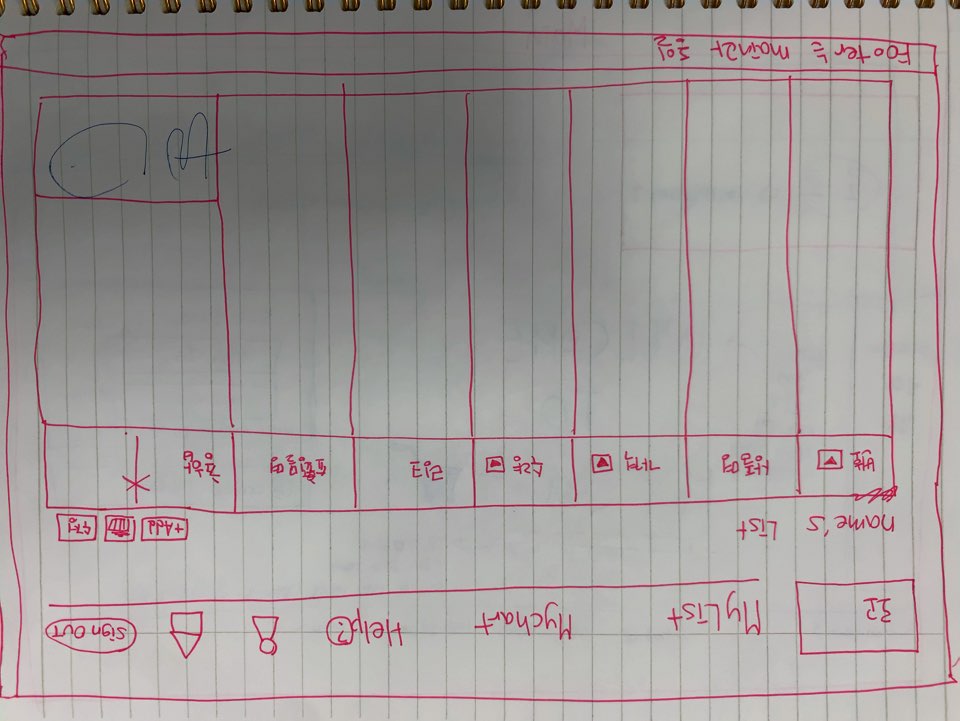 로고 MyList Mychart Help? Sign OUT
name's List +Add 수정
번호 상품명 가격 수량 링크 쇼핑몰명 총합
₩
Footer는 main과 동일